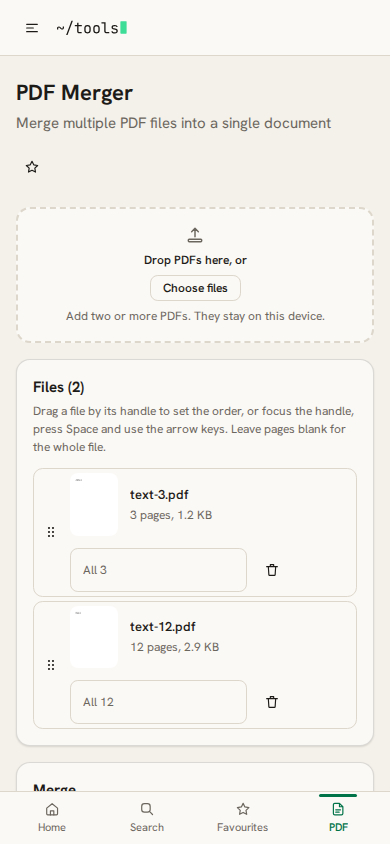 ~/tools
PDF Merger
Merge multiple PDF files into a single document
Drop PDFs here, or
Choose files
Add two or more PDFs. They stay on this device.
Files (2)
Drag a file by its handle to set the order, or focus the handle,
press Space and use the arrow keys. Leave pages blank for
the whole file.
text-3.pdf
3 pages, 1.2 KB
All 3
text-12.pdf
12 pages, 2.9 KB
All 12
Merge
Home
Search
Favourites
PDF